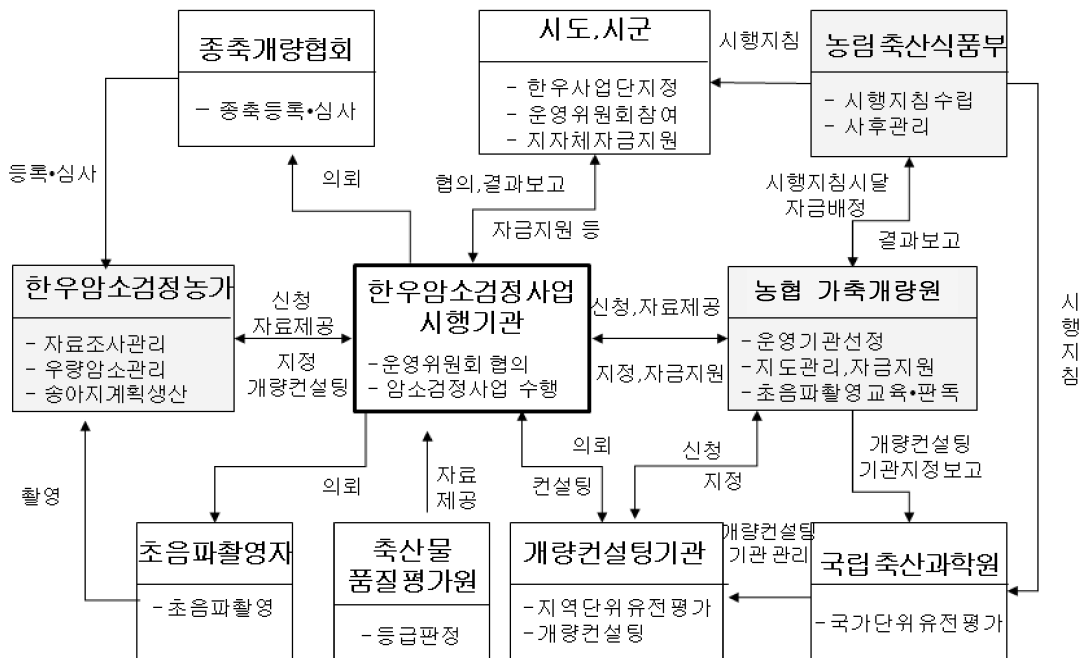 종축개량협회
- 종축등록•심사
시도,시군
- 한우사업단지정
- 운영위원회참여
- 지자체자금지원
시행지침
농림축산식품부
- 시행지침수립
- 사후관리
등록•심사
의뢰
협의,결과보고
자금지원 등
시행지침시달
자금배정
결과보고
시
행
지
침
한우암소검정농가
- 자료조사관리
- 우량암소관리
- 송아지계획생산
신청
자료제공
지정
개량컨설팅
한우암소검정사업
시행기관
-운영위원회 협의
- 암소검정사업 수행
신청,자료제공
지정,자금지원
농협 가축개량원
-운영기관선정
-지도관리,자금지원
-초음파촬영교육•판독
촬영
의뢰
자료
제공
의뢰
컨설팅
신청
지정
개량컨설팅
기관지정보고
초음파촬영자
-초음파촬영
축산물
품질평가원
-등급판정
개량컨설팅기관
-지역단위유전평가
-개량컨설팅
개량컨설팅
기관 관리
국립축산과학원
-국가단위유전평가